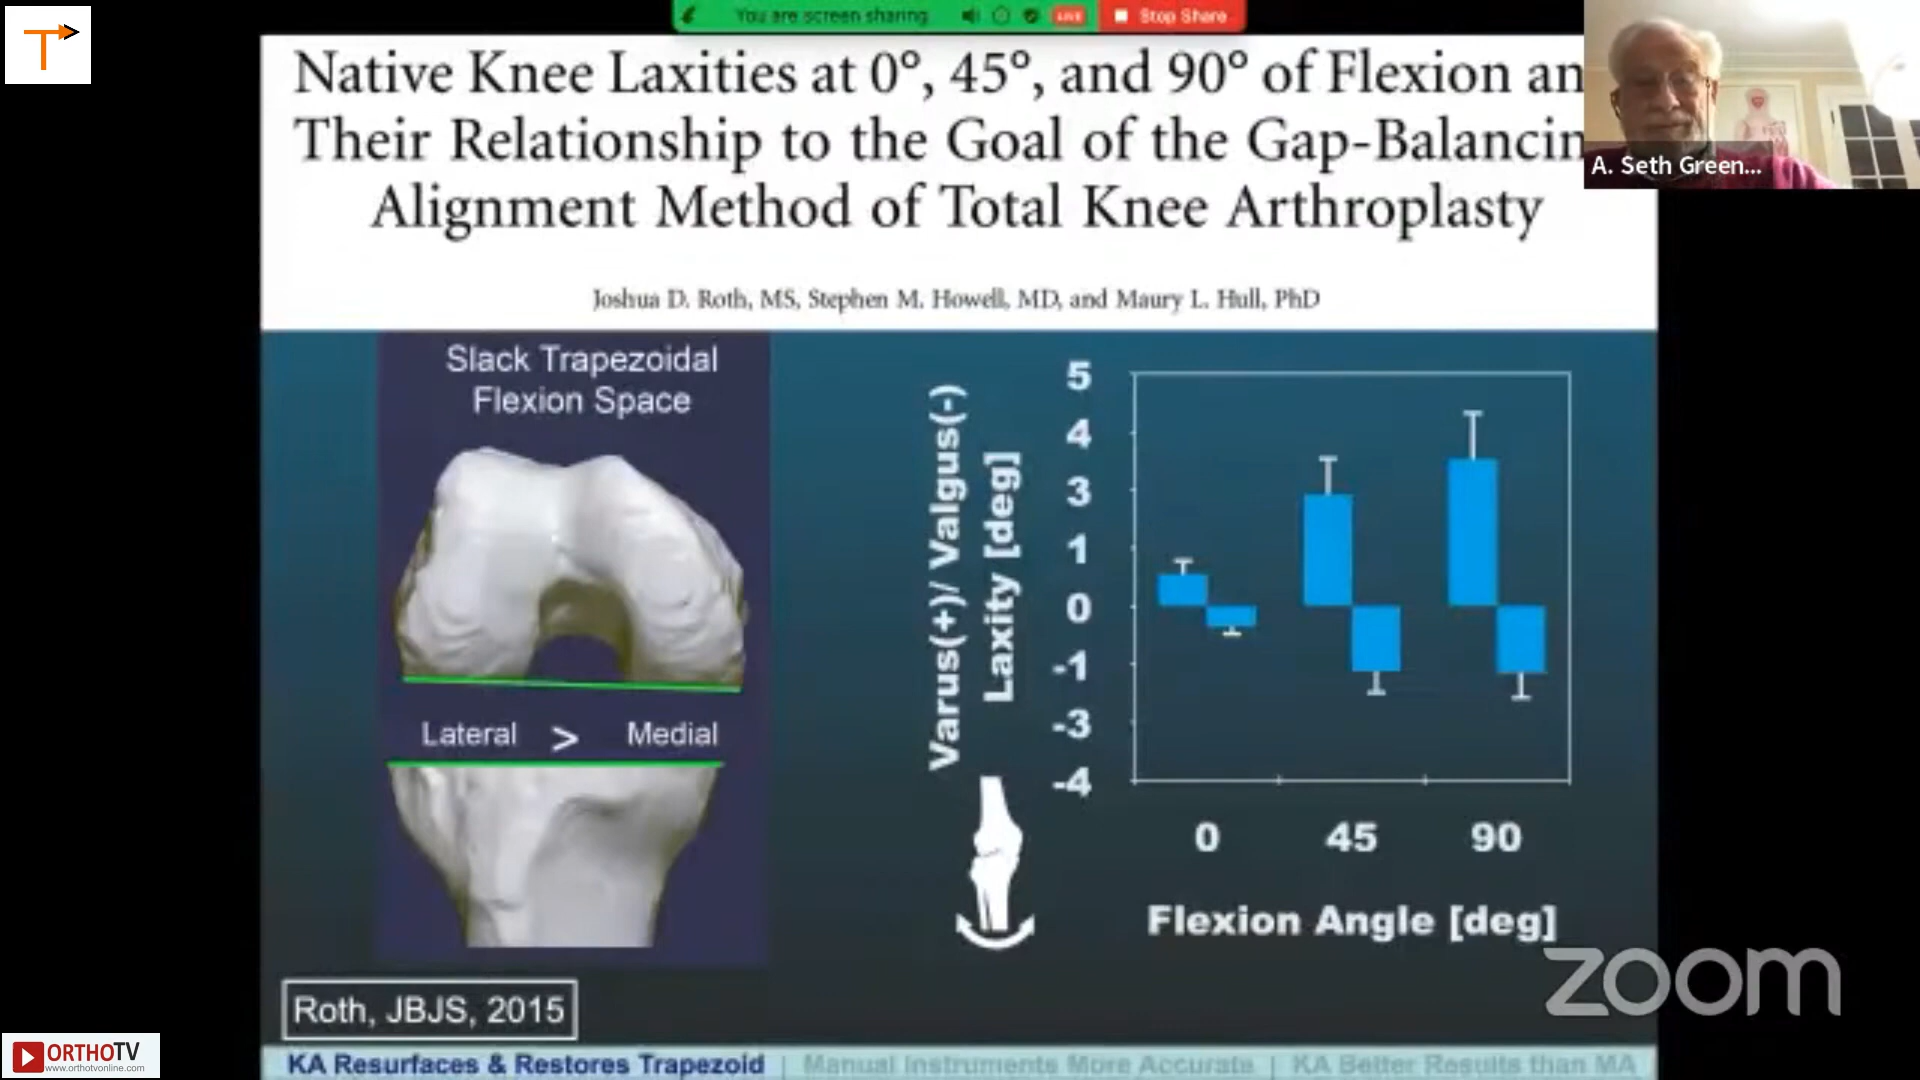 You are screen sharing
LIVE
Stop Share
T
Native Knee Laxities at 0°, 45°, and 90° of Flexion an
Their Relationship to the Goal of the Gap-Balancin
Alignment Method of Total Knee Arthroplasty
A. Seth Green...
Joshua D. Roth, MS, Stephen M. Howell, MD, and Maury L. Hull, PhD
Slack Trapezoidal
Flexion Space
Lateral > Medial
Varus(+)/ Valgus(-)
Laxity [deg]
5
4
3
1
0
-1
-3
-4
0 45 90
Flexion Angle [deg]
Roth, JBJS, 2015
zoom
ORTHOTV
www.orthotvonline.com
KA Resurfaces & Restores Trapezoid | Manual Instruments More Accurate | KA Better Results than MA